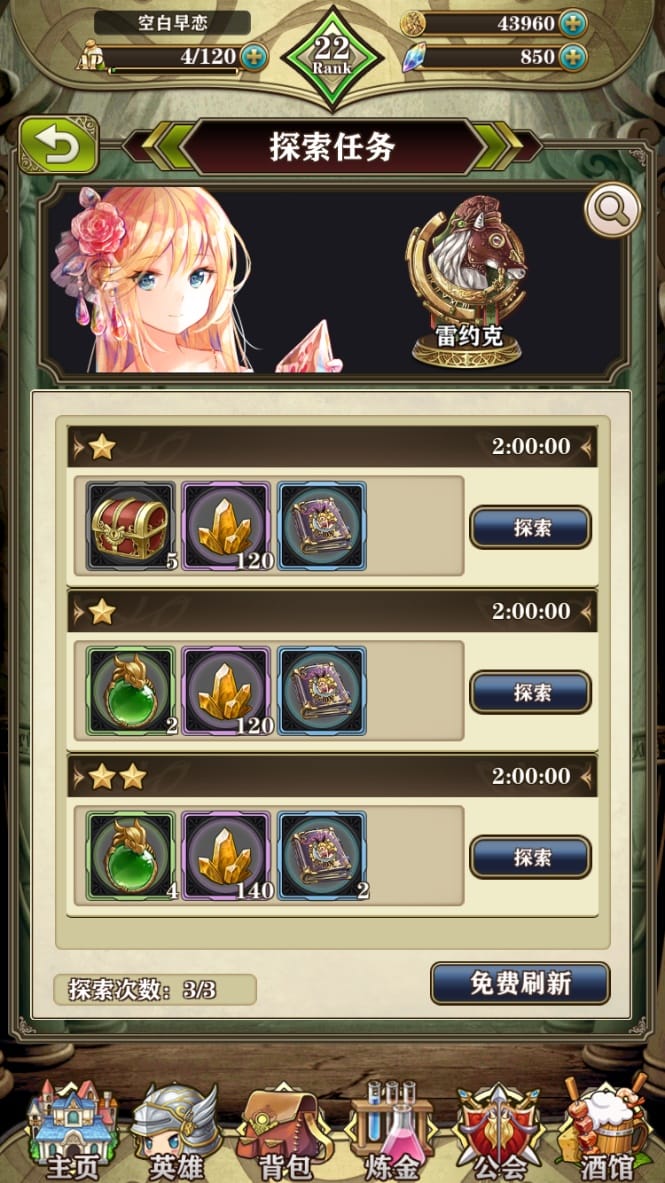 空白早恋
AP 4/120
22
Rank
43960
850
探索任务
雷约克
2:00:00
5 120
探索
2:00:00
2 120
探索
2:00:00
4 140 2
探索
探索次数：3/3
免费刷新
主页 英雄 背包 炼金 公会 酒馆